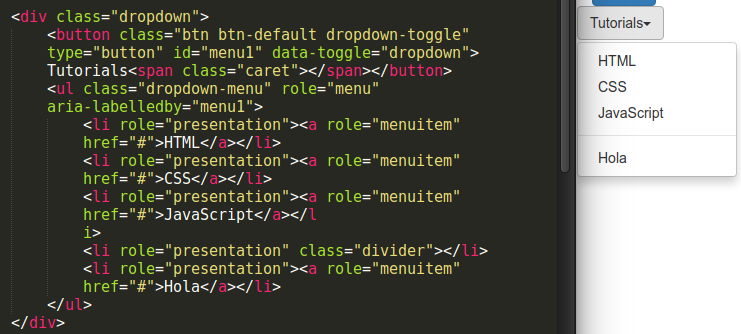 <div class="dropdown">
<button class="btn btn-default dropdown-toggle"
type="button" id="menu1" data-toggle="dropdown">
Tutorials<span class="caret"></span></button>
<ul class="dropdown-menu" role="menu"
aria-labelledby="menu1">
<li role="presentation"><a role="menuitem"
href="#">HTML</a></li>
<li role="presentation"><a role="menuitem"
href="#">CSS</a></li>
<li role="presentation"><a role="menuitem"
href="#">JavaScript</a></l
i>
<li role="presentation" class="divider"></li>
<li role="presentation"><a role="menuitem"
href="#">Hola</a></li>
</ul>
</div>
Tutorials
HTML
CSS
JavaScript
Hola